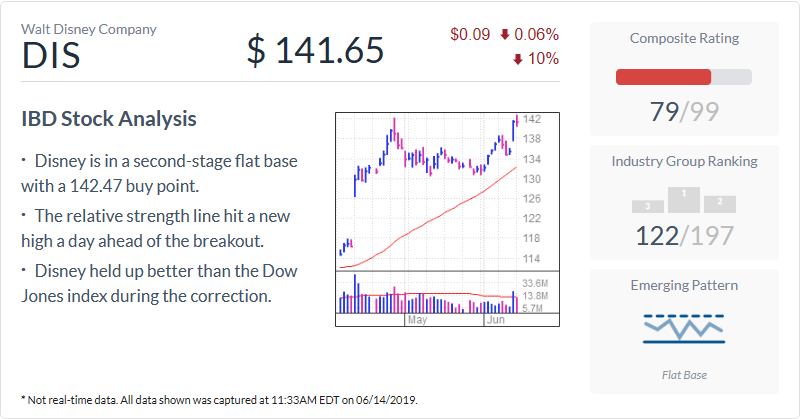 Walt Disney Company
DIS
$ 141.65
$0.09 0.06%
10%
IBD Stock Analysis
· Disney is in a second-stage flat base
with a 142.47 buy point.
· The relative strength line hit a new
high a day ahead of the breakout.
· Disney held up better than the Dow
Jones index during the correction.
142
138
134
130
126
122
118
114
33.6M
13.8M
5.7M
May Jun
Composite Rating
79/99
Industry Group Ranking
3 1 2
122/197
Emerging Pattern
Flat Base
* Not real-time data. All data shown was captured at 11:33AM EDT on 06/14/2019.